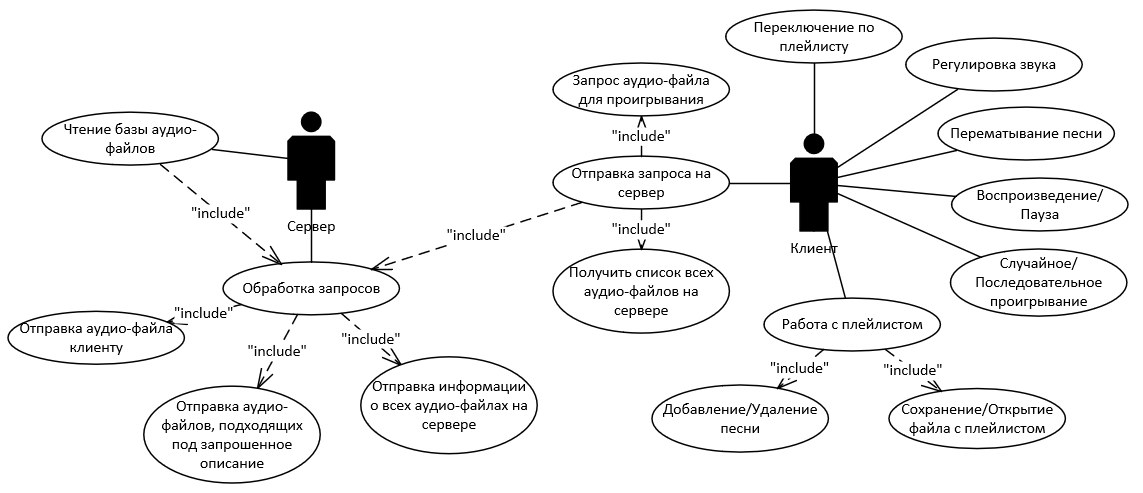 Переключение по
плейлисту
Регулировка звука
Запрос аудио-файла
для проигрывания
Чтение базы аудио-
файлов
"include"
Перематывание песни
Отправка запроса на
сервер
Воспроизведение/
Пауза
"include"
Сервер
"include"
"include"
Клиент
Получить список всех
аудио-файлов на
сервере
Случайное/
Последовательное
проигрывание
Обработка запросов
"include"
Отправка аудио-файла
клиенту
"include"
"include"
Работа с плейлистом
"include"
"include"
Отправка аудио-
файлов, подходящих
под запрошенное
описание
Отправка информации
о всех аудио-файлах на
сервере
Добавление/Удаление
песни
Сохранение/Открытие
файла с плейлистом